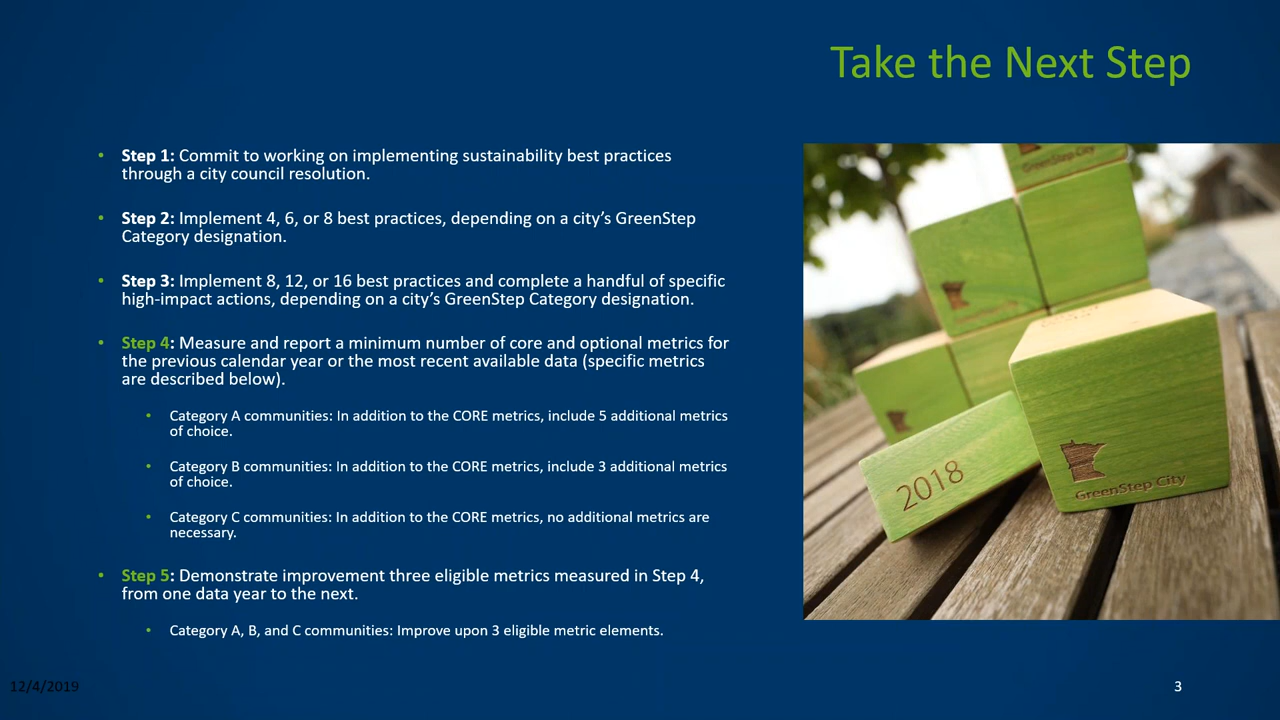 Take the Next Step
• Step 1: Commit to working on implementing sustainability best practices
through a city council resolution.
• Step 2: Implement 4, 6, or 8 best practices, depending on a city’s GreenStep
Category designation.
• Step 3: Implement 8, 12, or 16 best practices and complete a handful of specific
high-impact actions, depending on a city’s GreenStep Category designation.
• Step 4: Measure and report a minimum number of core and optional metrics for
the previous calendar year or the most recent available data (specific metrics
are described below).
• Category A communities: In addition to the CORE metrics, include 5 additional metrics
of choice.
• Category B communities: In addition to the CORE metrics, include 3 additional metrics
of choice.
• Category C communities: In addition to the CORE metrics, no additional metrics are
necessary.
• Step 5: Demonstrate improvement three eligible metrics measured in Step 4,
from one data year to the next.
• Category A, B, and C communities: Improve upon 3 eligible metric elements.
GreenStep City
2018
GreenStep City
12/4/2019
3